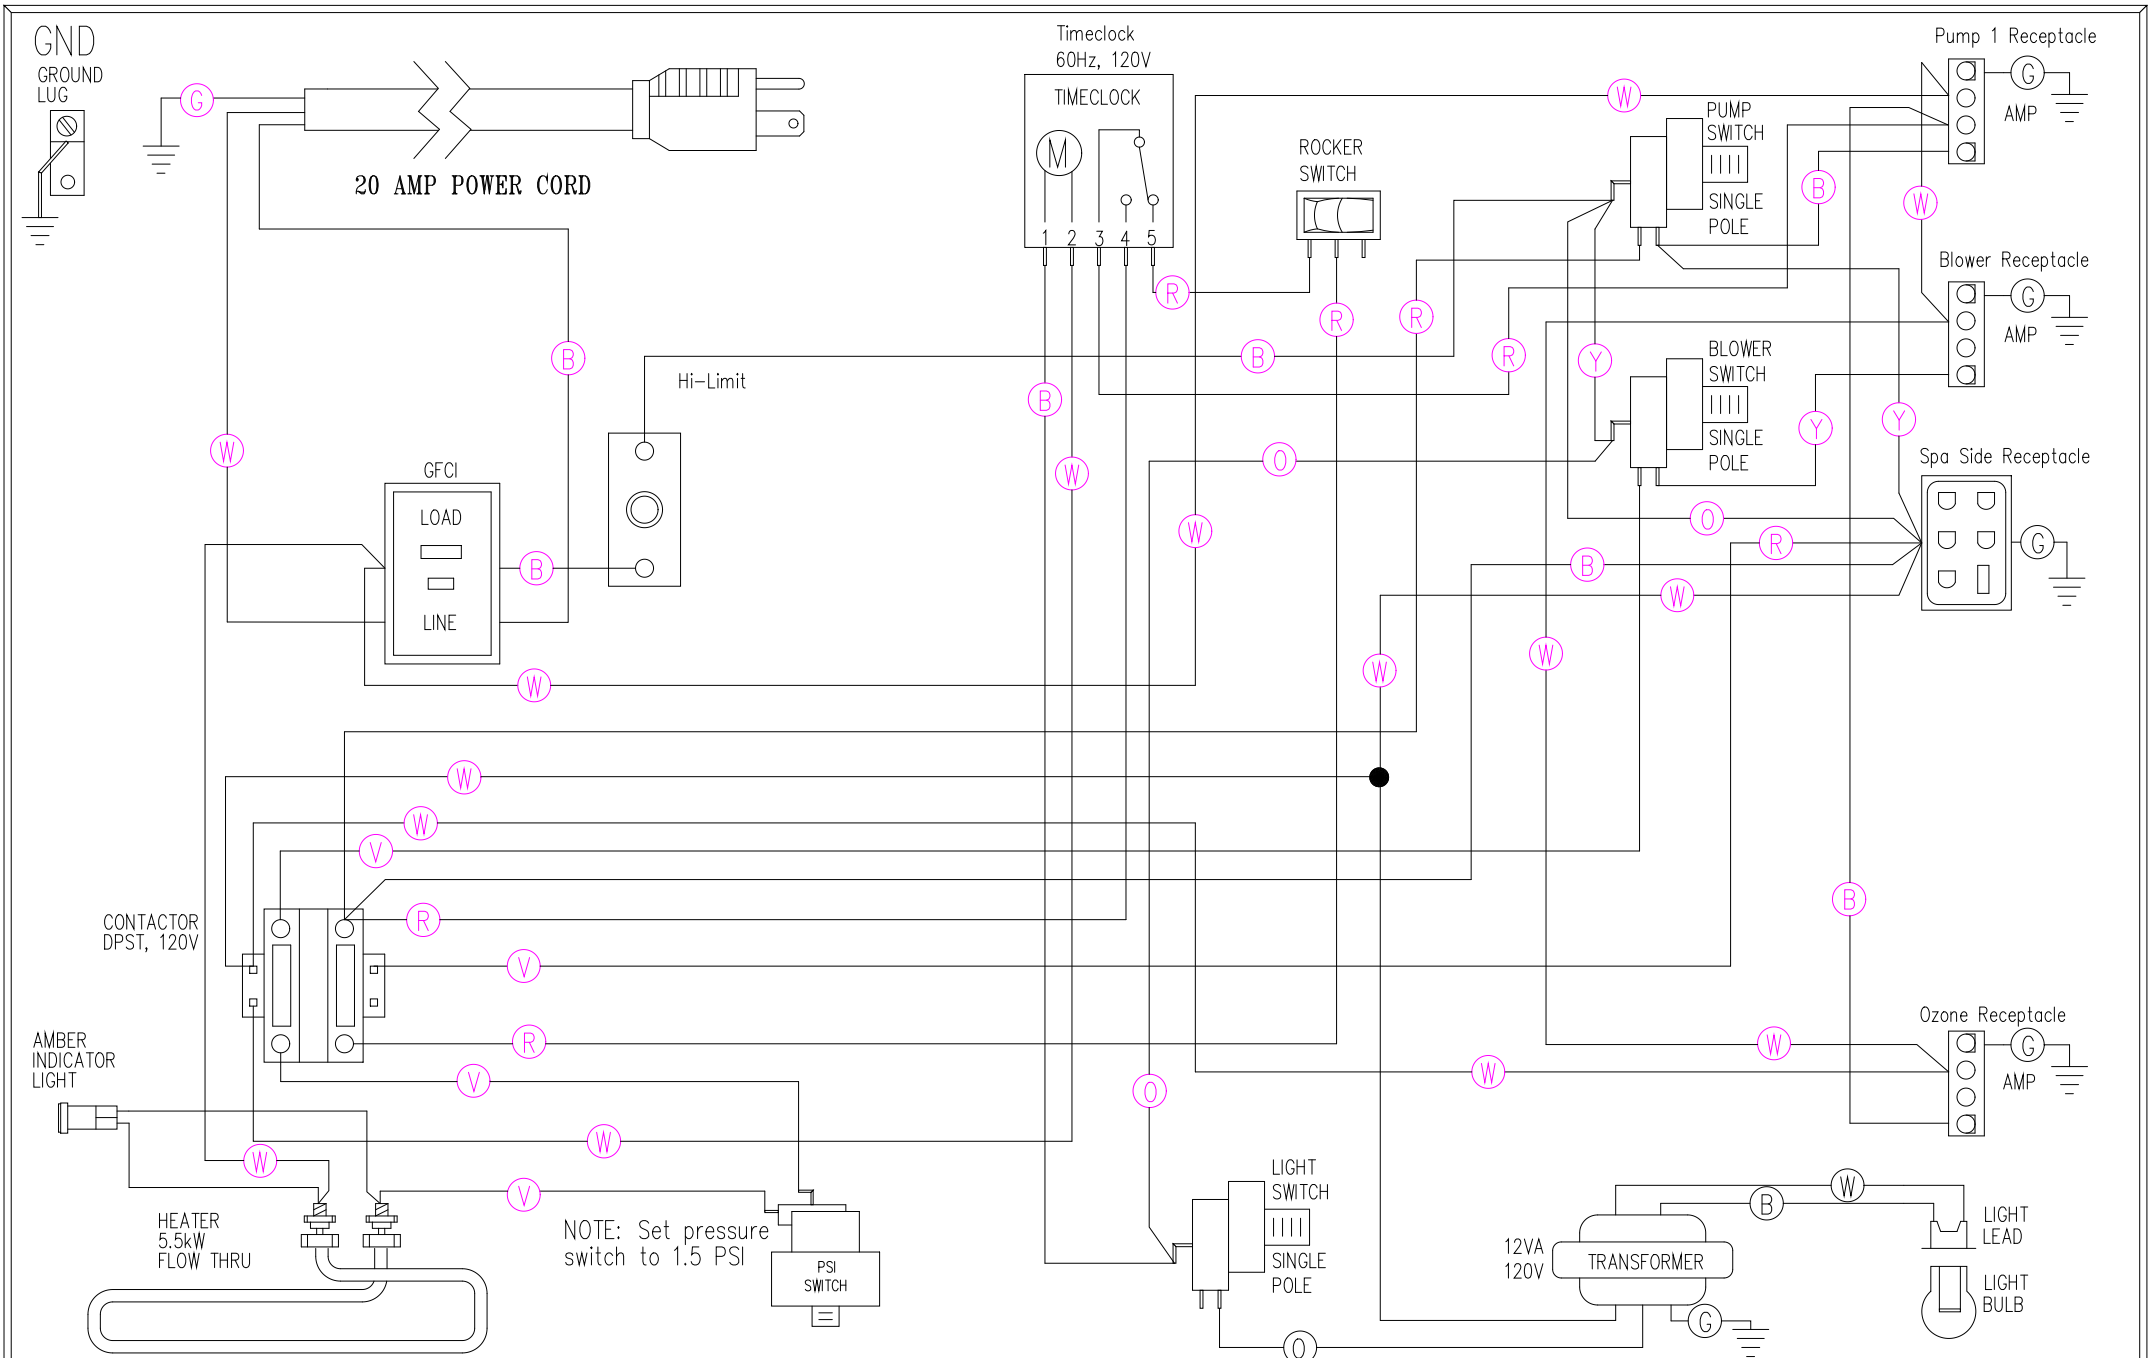 GND
GROUND
LUG
G
20 AMP POWER CORD
Timeclock
60Hz, 120V
TIMECLOCK
M
1 2 3 4 5
ROCKER
SWITCH
R
R
R
R
W
PUMP
SWITCH
SINGLE
POLE
B
W
Pump 1 Receptacle
G
AMP
Blower Receptacle
G
AMP
B
Hi-Limit
B
B
Y
BLOWER
SWITCH
SINGLE
POLE
Y
Y
W
GFCI
LOAD
LINE
B
W
O
W
O
R
B
W
Spa Side Receptacle
G
W
W
W
W
W
V
R
V
R
V
B
CONTACTOR
DPST, 120V
AMBER
INDICATOR
LIGHT
W
W
V
O
W
W
Ozone Receptacle
G
AMP
HEATER
5.5kW
FLOW THRU
NOTE: Set pressure
switch to 1.5 PSI
PSI
SWITCH
LIGHT
SWITCH
SINGLE
POLE
O
12VA
120V
TRANSFORMER
G
B
W
LIGHT
LEAD
LIGHT
BULB